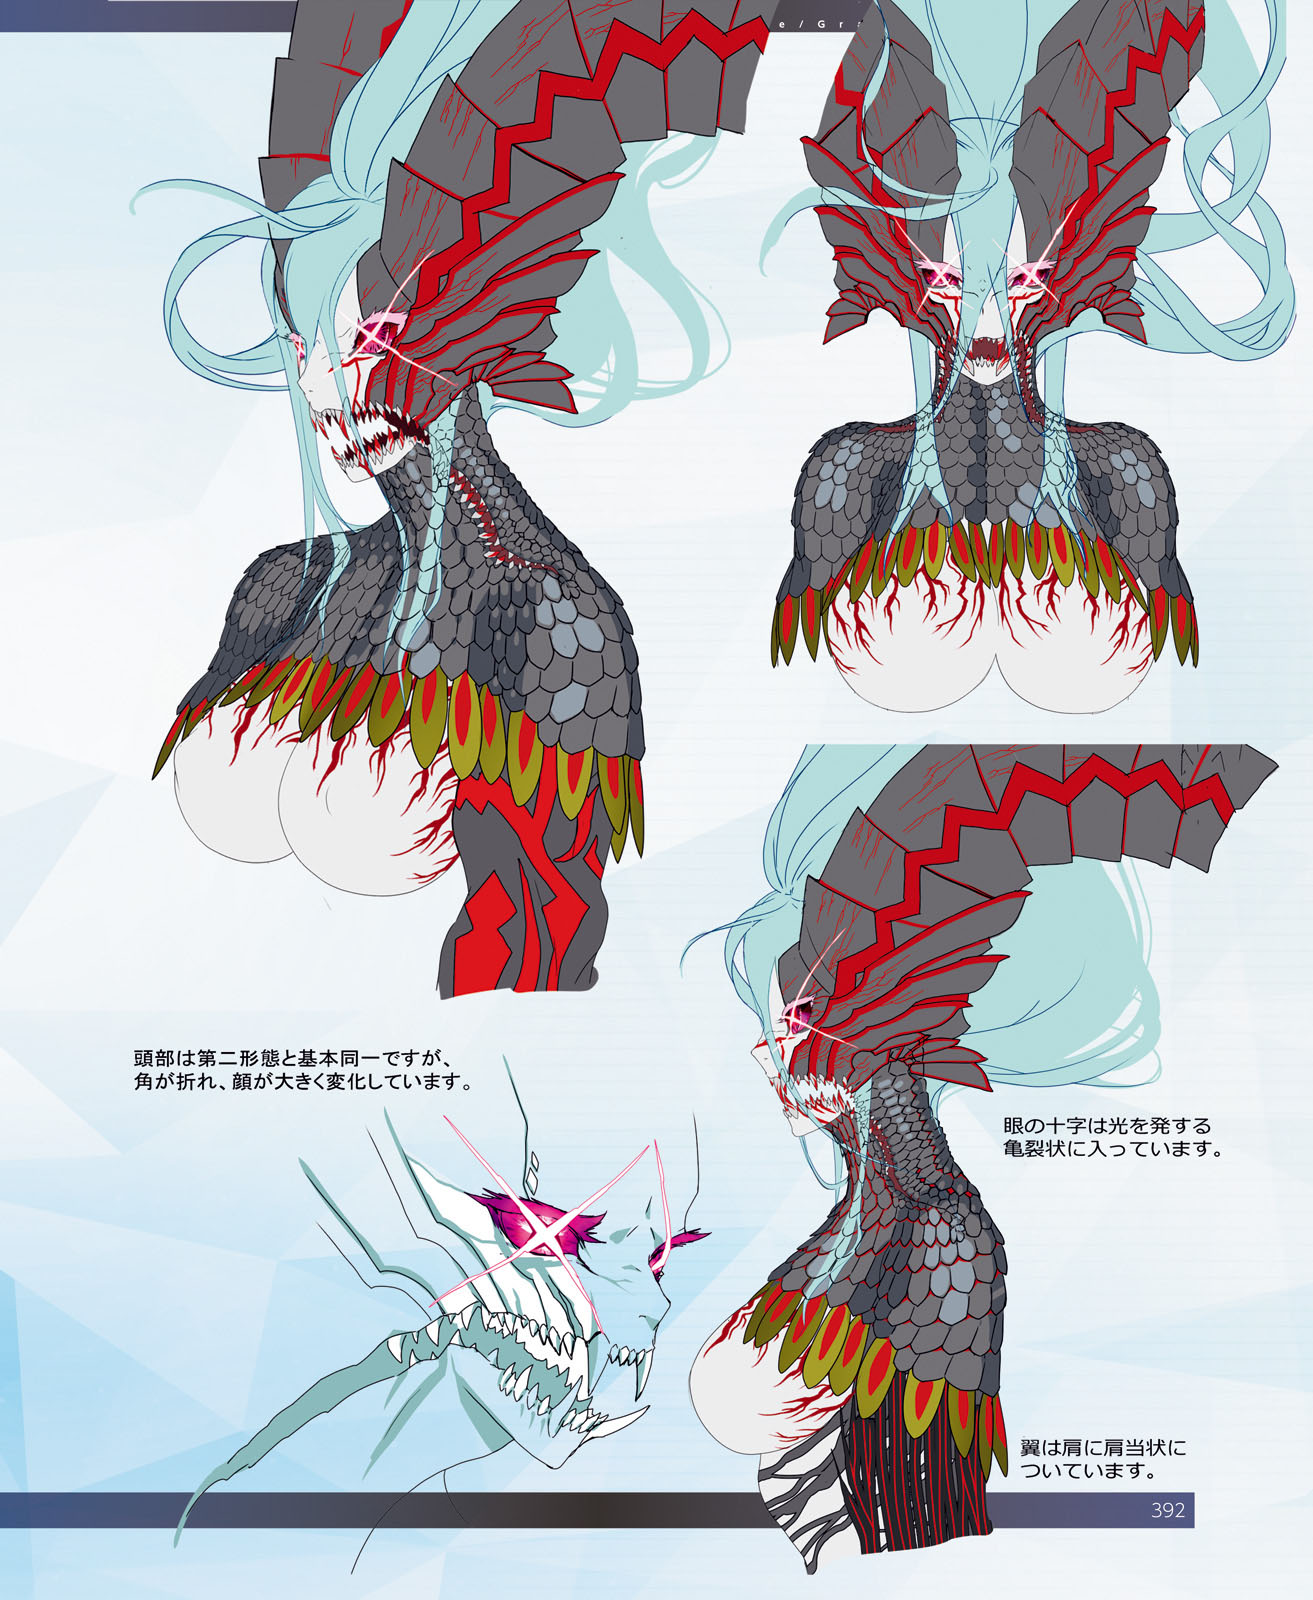 e/Gr
頭部は第二形態と基本同一ですが、
角が折れ、顔が大きく変化しています。
眼の十字は光を発する
亀裂状に入っています。
翼は肩に肩当状に
ついています。
392